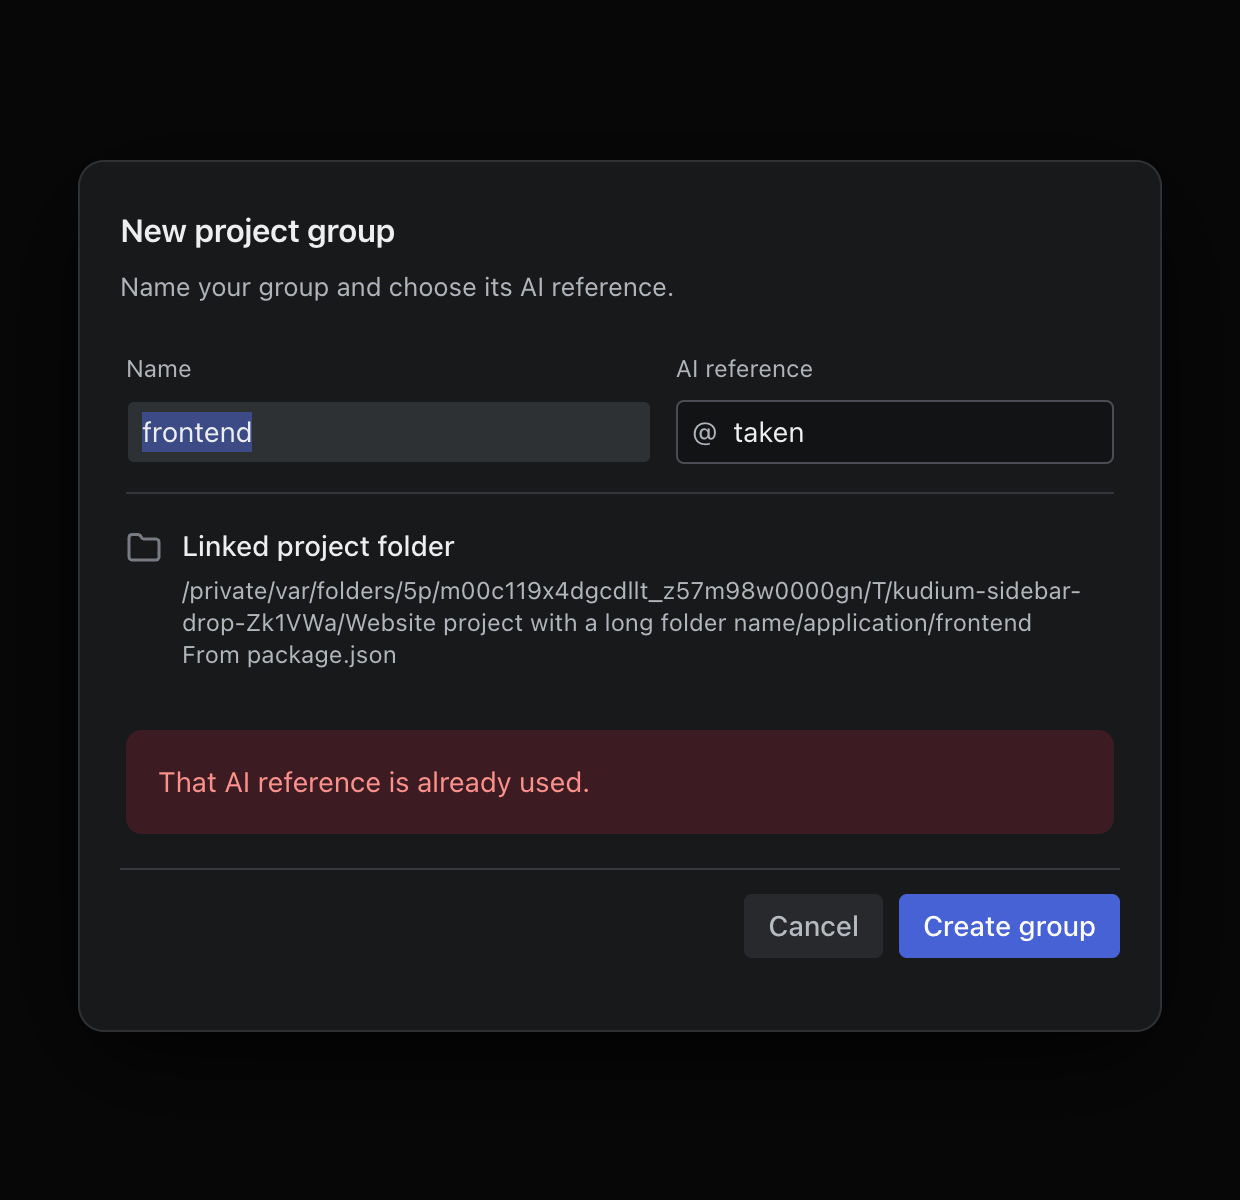 New project group
Name your group and choose its AI reference.
Name
AI reference
frontend
@ taken
Linked project folder
/private/var/folders/5p/m00c119x4dgcdllt_z57m98w0000gn/T/kudium-sidebar-
drop-Zk1VWa/Website project with a long folder name/application/frontend
From package.json
That AI reference is already used.
Cancel
Create group